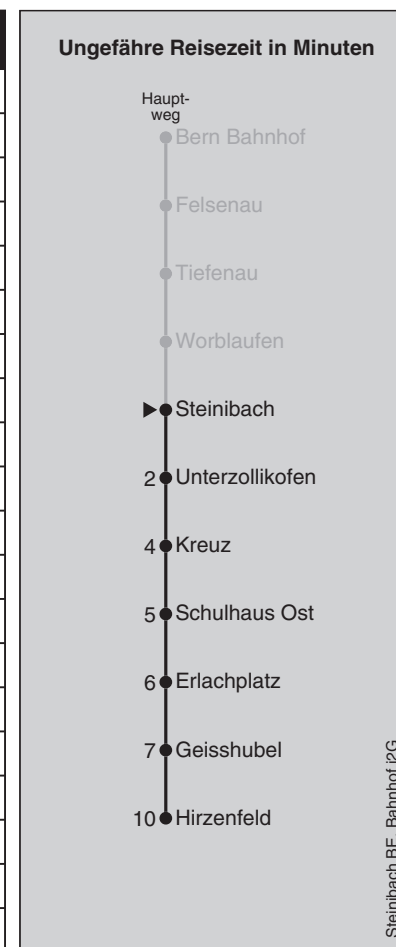 Ungefähre Reisezeit in Minuten
Haupt-
weg
Bern Bahnhof
Felsenau
Tiefenau
Worblaufen
Steinibach
2 Unterzollikofen
4 Kreuz
5 Schulhaus Ost
6 Erlachplatz
7 Geisshubel
10 Hirzenfeld
Steinibach BE, Bahnhof j2G